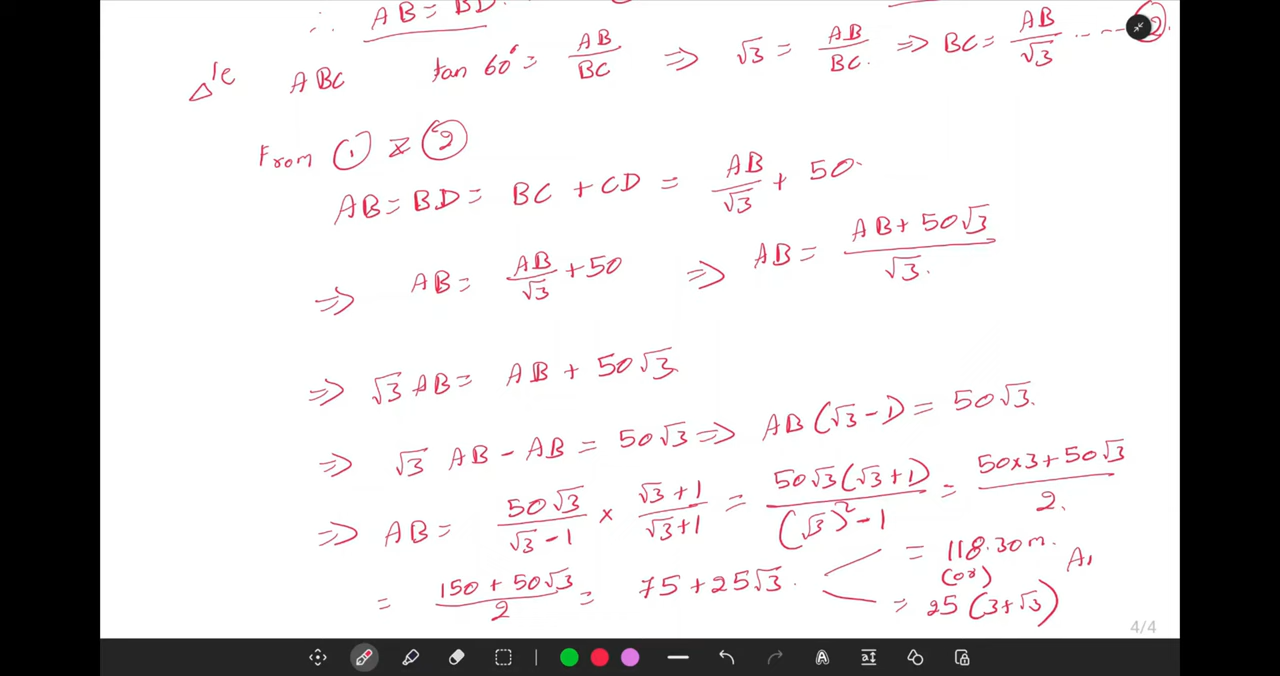 ∴ AB = BD.
Δle ABC tan 60° = AB/BC ⇒ √3 = AB/BC. ⇒ BC = AB/√3 ---- 2.
From ① & ②
AB = BD = BC + CD = AB/√3 + 50.
⇒ AB = AB/√3 + 50 ⇒ AB = (AB + 50√3)/√3.
⇒ √3 AB = AB + 50√3
⇒ √3 AB - AB = 50√3 ⇒ AB (√3 - 1) = 50√3.
⇒ AB = 50√3/(√3 - 1) × (√3 + 1)/(√3 + 1) = 50√3(√3 + 1)/((√3)² - 1) = (50×3 + 50√3)/2.
= (150 + 50√3)/2 = 75 + 25√3.
= 118.30m.
(or)
= 25 (3+√3)
4/4